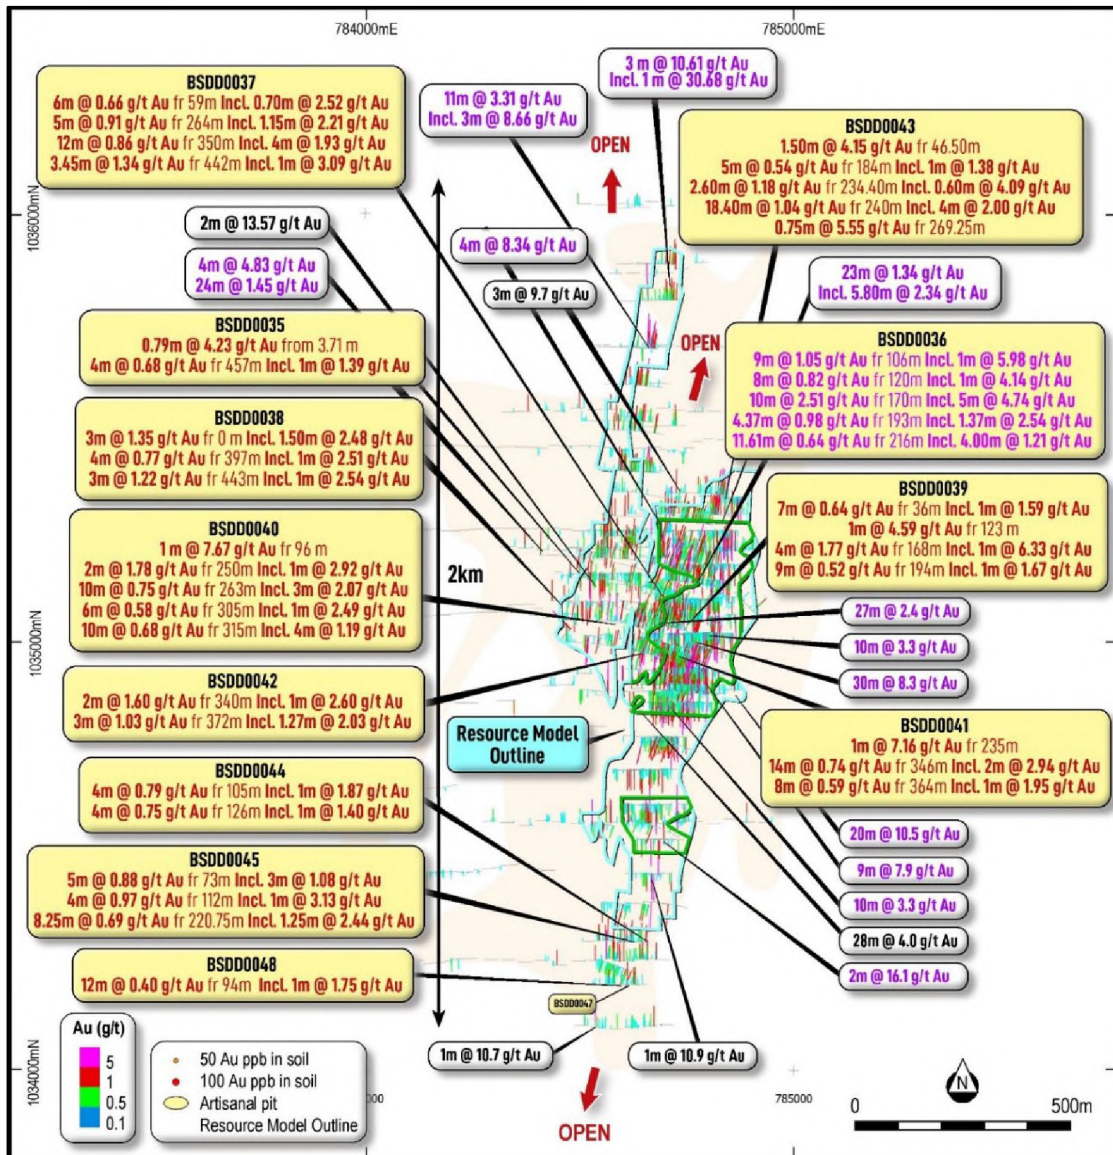 784000mE
785000mE
3 m @ 10.61 g/t Au
Incl. 1 m @ 30.68 g/t Au
BSDD0037
6m @ 0.66 g/t Au fr 59m Incl. 0.70m @ 2.52 g/t Au
5m @ 0.91 g/t Au fr 264m Incl. 1.15m @ 2.21 g/t Au
12m @ 0.86 g/t Au fr 350m Incl. 4m @ 1.93 g/t Au
3.45m @ 1.34 g/t Au fr 442m Incl. 1m @ 3.09 g/t Au
11m @ 3.31 g/t Au
Incl. 3m @ 8.66 g/t Au
OPEN
BSDD0043
1.50m @ 4.15 g/t Au fr 46.50m
5m @ 0.54 g/t Au fr 184m Incl. 1m @ 1.38 g/t Au
2.60m @ 1.18 g/t Au fr 234.40m Incl. 0.60m @ 4.09 g/t Au
18.40m @ 1.04 g/t Au fr 240m Incl. 4m @ 2.00 g/t Au
0.75m @ 5.55 g/t Au fr 269.25m
1036000mN
2m @ 13.57 g/t Au
4m @ 4.83 g/t Au
24m @ 1.45 g/t Au
4m @ 8.34 g/t Au
3m @ 9.7 g/t Au
23m @ 1.34 g/t Au
Incl. 5.80m @ 2.34 g/t Au
BSDD0035
0.79m @ 4.23 g/t Au from 3.71 m
4m @ 0.68 g/t Au fr 457m Incl. 1m @ 1.39 g/t Au
OPEN
BSDD0036
9m @ 1.05 g/t Au fr 106m Incl. 1m @ 5.98 g/t Au
8m @ 0.82 g/t Au fr 120m Incl. 1m @ 4.14 g/t Au
10m @ 2.51 g/t Au fr 170m Incl. 5m @ 4.74 g/t Au
4.37m @ 0.98 g/t Au fr 193m Incl. 1.37m @ 2.54 g/t Au
11.61m @ 0.64 g/t Au fr 216m Incl. 4.00m @ 1.21 g/t Au
BSDD0038
3m @ 1.35 g/t Au fr 0 m Incl. 1.50m @ 2.48 g/t Au
4m @ 0.77 g/t Au fr 397m Incl. 1m @ 2.51 g/t Au
3m @ 1.22 g/t Au fr 443m Incl. 1m @ 2.54 g/t Au
BSDD0039
7m @ 0.64 g/t Au fr 36m Incl. 1m @ 1.59 g/t Au
1m @ 4.59 g/t Au fr 123 m
4m @ 1.77 g/t Au fr 168m Incl. 1m @ 6.33 g/t Au
9m @ 0.52 g/t Au fr 194m Incl. 1m @ 1.67 g/t Au
BSDD0040
1 m @ 7.67 g/t Au fr 96 m
2m @ 1.78 g/t Au fr 250m Incl. 1m @ 2.92 g/t Au
10m @ 0.75 g/t Au fr 263m Incl. 3m @ 2.07 g/t Au
6m @ 0.58 g/t Au fr 305m Incl. 1m @ 2.49 g/t Au
10m @ 0.68 g/t Au fr 315m Incl. 4m @ 1.19 g/t Au
2km
1035000mN
27m @ 2.4 g/t Au
10m @ 3.3 g/t Au
30m @ 8.3 g/t Au
BSDD0042
2m @ 1.60 g/t Au fr 340m Incl. 1m @ 2.60 g/t Au
3m @ 1.03 g/t Au fr 372m Incl. 1.27m @ 2.03 g/t Au
Resource Model
Outline
BSDD0041
1m @ 7.16 g/t Au fr 235m
14m @ 0.74 g/t Au fr 346m Incl. 2m @ 2.94 g/t Au
8m @ 0.59 g/t Au fr 364m Incl. 1m @ 1.95 g/t Au
BSDD0044
4m @ 0.79 g/t Au fr 105m Incl. 1m @ 1.87 g/t Au
4m @ 0.75 g/t Au fr 126m Incl. 1m @ 1.40 g/t Au
20m @ 10.5 g/t Au
9m @ 7.9 g/t Au
10m @ 3.3 g/t Au
28m @ 4.0 g/t Au
2m @ 16.1 g/t Au
BSDD0045
5m @ 0.88 g/t Au fr 73m Incl. 3m @ 1.08 g/t Au
4m @ 0.97 g/t Au fr 112m Incl. 1m @ 3.13 g/t Au
8.25m @ 0.69 g/t Au fr 220.75m Incl. 1.25m @ 2.44 g/t Au
BSDD0048
12m @ 0.40 g/t Au fr 94m Incl. 1m @ 1.75 g/t Au
BSDD0047
1m @ 10.7 g/t Au
1m @ 10.9 g/t Au
1034000mN
Au (g/t)
5
1
0.5
0.1
50 Au ppb in soil
100 Au ppb in soil
Artisanal pit
Resource Model Outline
000
785000
OPEN
N
0
500m